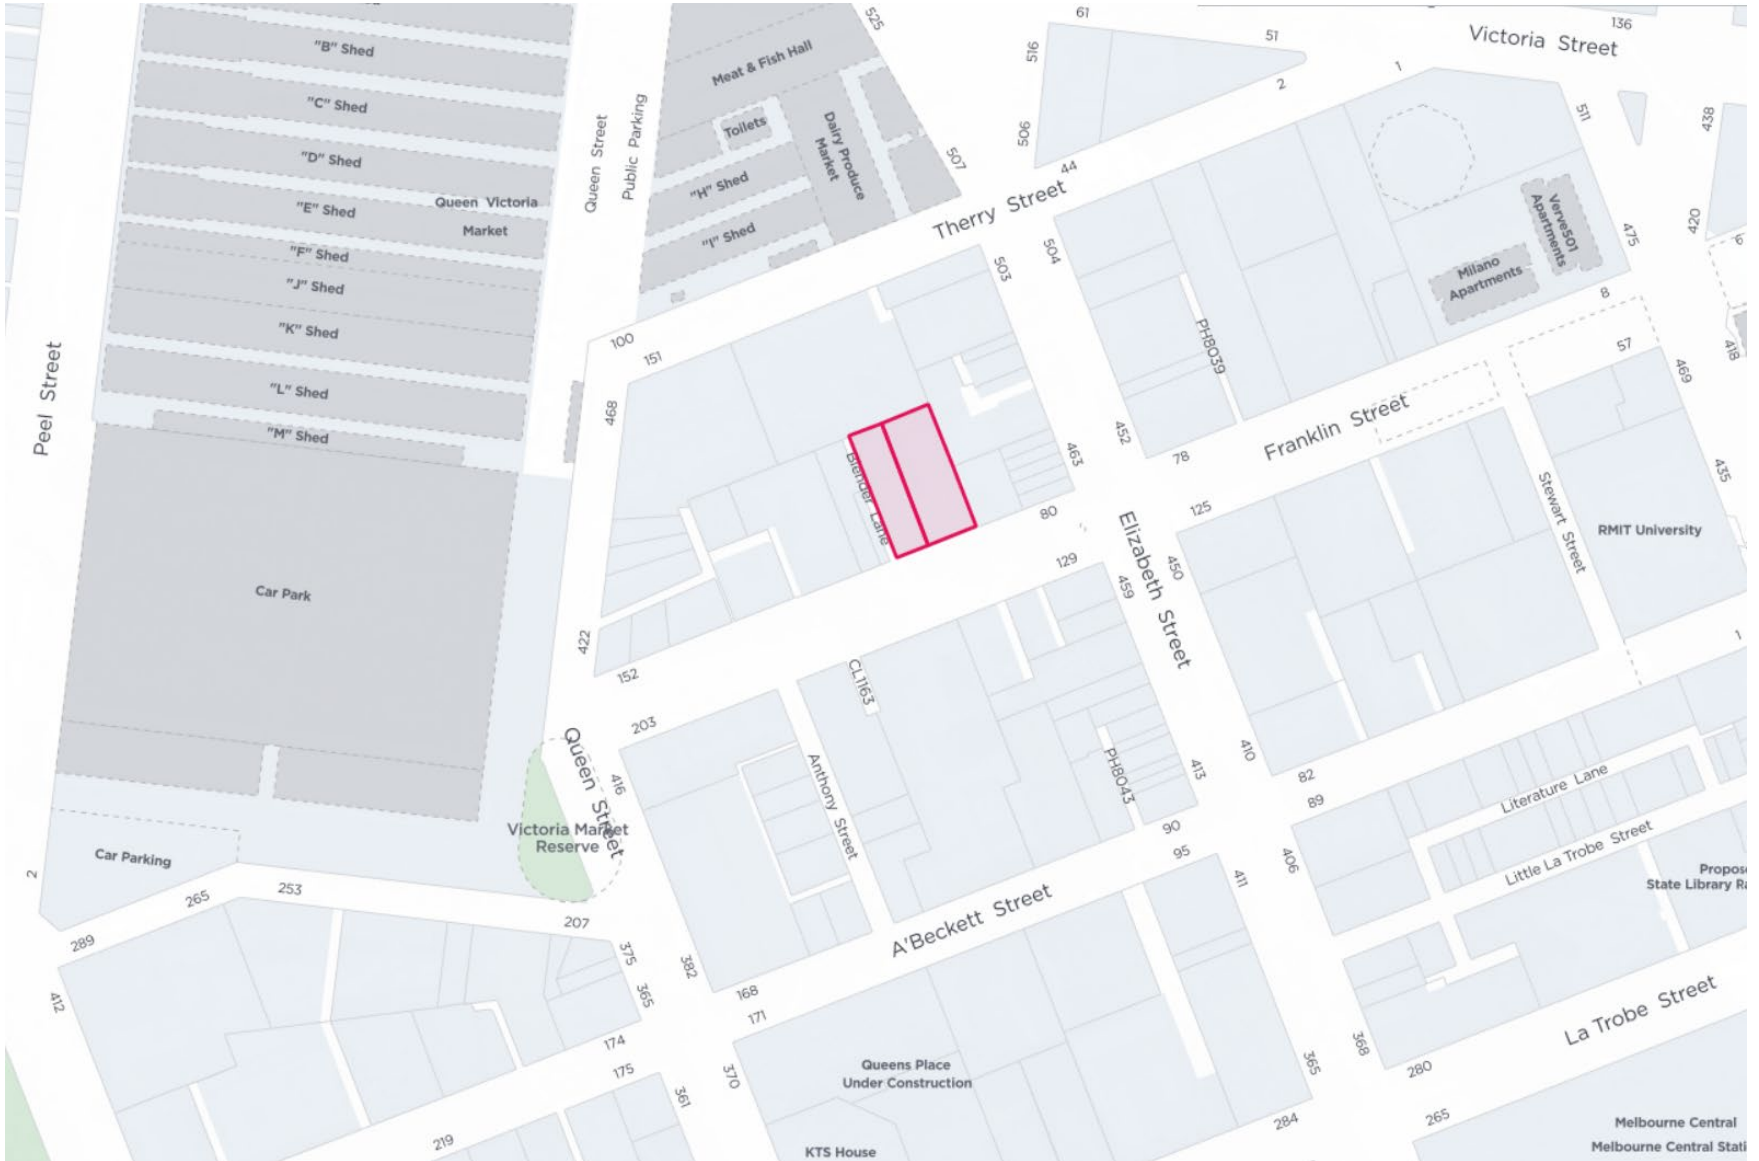 525
61
516
51
2
1
136
Victoria Street
"B" Shed
"C" Shed
"D" Shed
"E" Shed
"F" Shed
"J" Shed
"K" Shed
"L" Shed
"M" Shed
Queen Victoria
Market
Queen Street
Public Parking
Meat & Fish Hall
Toilets
Dairy Produce
Market
"H" Shed
"I" Shed
507
506
44
Therry Street
511
438
420
6
475
418
Verve501
Apartments
Milano
Apartments
8
57
469
503
504
PH8039
452
78
Franklin Street
435
Peel Street
100
151
468
463
Blender Lane
80
129
125
450
459
Elizabeth Street
Stewart Street
RMIT University
Car Park
422
152
203
416
Queen Street
CL1163
Anthony Street
PH8043
413
410
82
89
1
Literature Lane
Little La Trobe Street
Propose
State Library Ra
Victoria Market
Reserve
Car Parking
2
265
253
207
289
412
375
365
382
168
171
A'Beckett Street
90
95
411
406
368
La Trobe Street
280
265
174
175
361
370
219
Queens Place
Under Construction
KTS House
365
284
Melbourne Central
Melbourne Central Stati